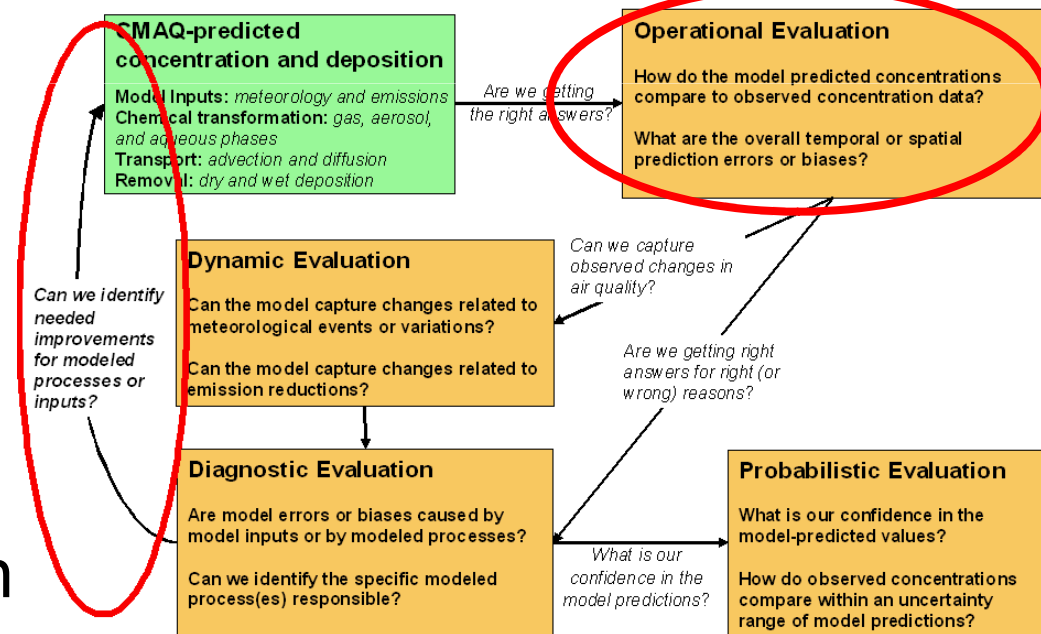 CMAQ-predicted
concentration and deposition
Model Inputs: meteorology and emissions
Chemical transformation: gas, aerosol,
and aqueous phases
Transport: advection and diffusion
Removal: dry and wet deposition
Are we getting
the right answers?
Operational Evaluation
How do the model predicted concentrations
compare to observed concentration data?
What are the overall temporal or spatial
prediction errors or biases?
Can we capture
observed changes in
air quality?
Dynamic Evaluation
Can the model capture changes related to
meteorological events or variations?
Can the model capture changes related to
emission reductions?
Can we identify
needed
improvements
for modeled
processes or
inputs?
Are we getting right
answers for right (or
wrong) reasons?
Diagnostic Evaluation
Are model errors or biases caused by
model inputs or by modeled processes?
Can we identify the specific modeled
process(es) responsible?
What is our
confidence in the
model predictions?
Probabilistic Evaluation
What is our confidence in the
model-predicted values?
How do observed concentrations
compare within an uncertainty
range of model predictions?
n